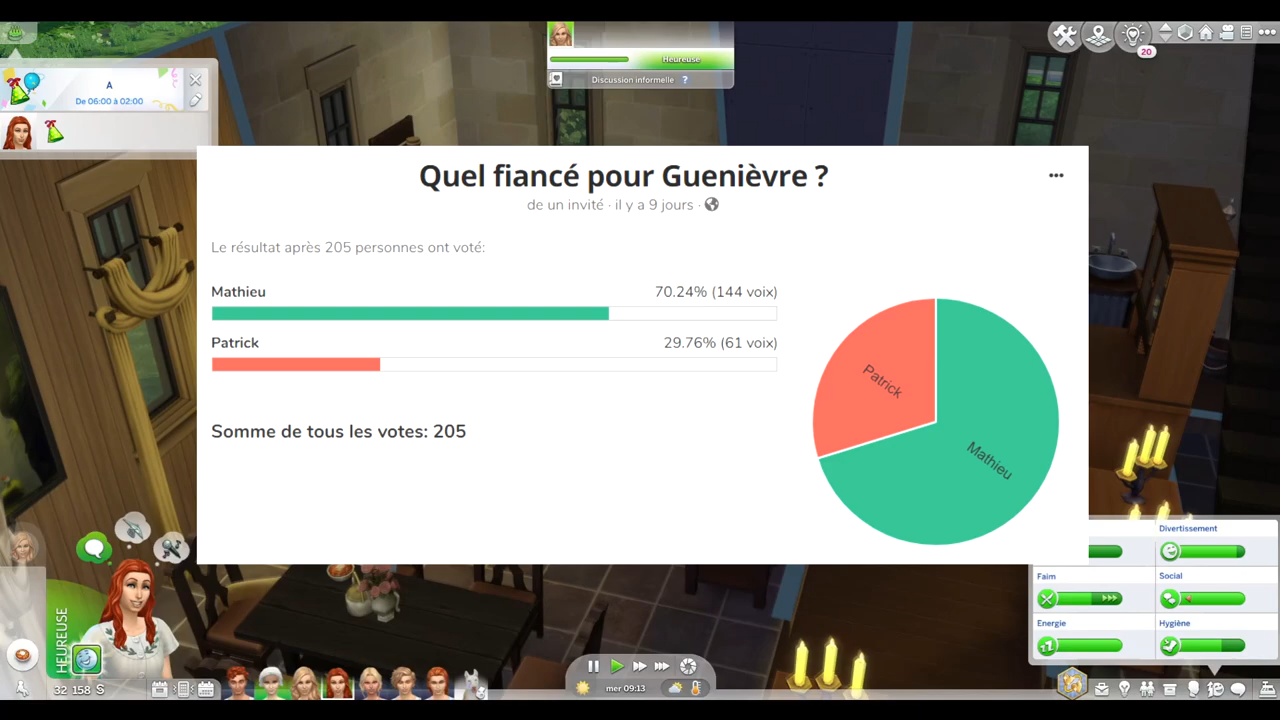 Heureuse
Discussion informelle ?
20
A
De 06:00 à 02:00
Quel fiancé pour Guenièvre ?
de un invité · il y a 9 jours ·
Le résultat après 205 personnes ont voté:
Mathieu 70.24% (144 voix)
Patrick 29.76% (61 voix)
Somme de tous les votes: 205
Patrick
Mathieu
Divertissement
Faim Social
Energie Hygiène
HEUREUSE
32 158 S
mer 09:13